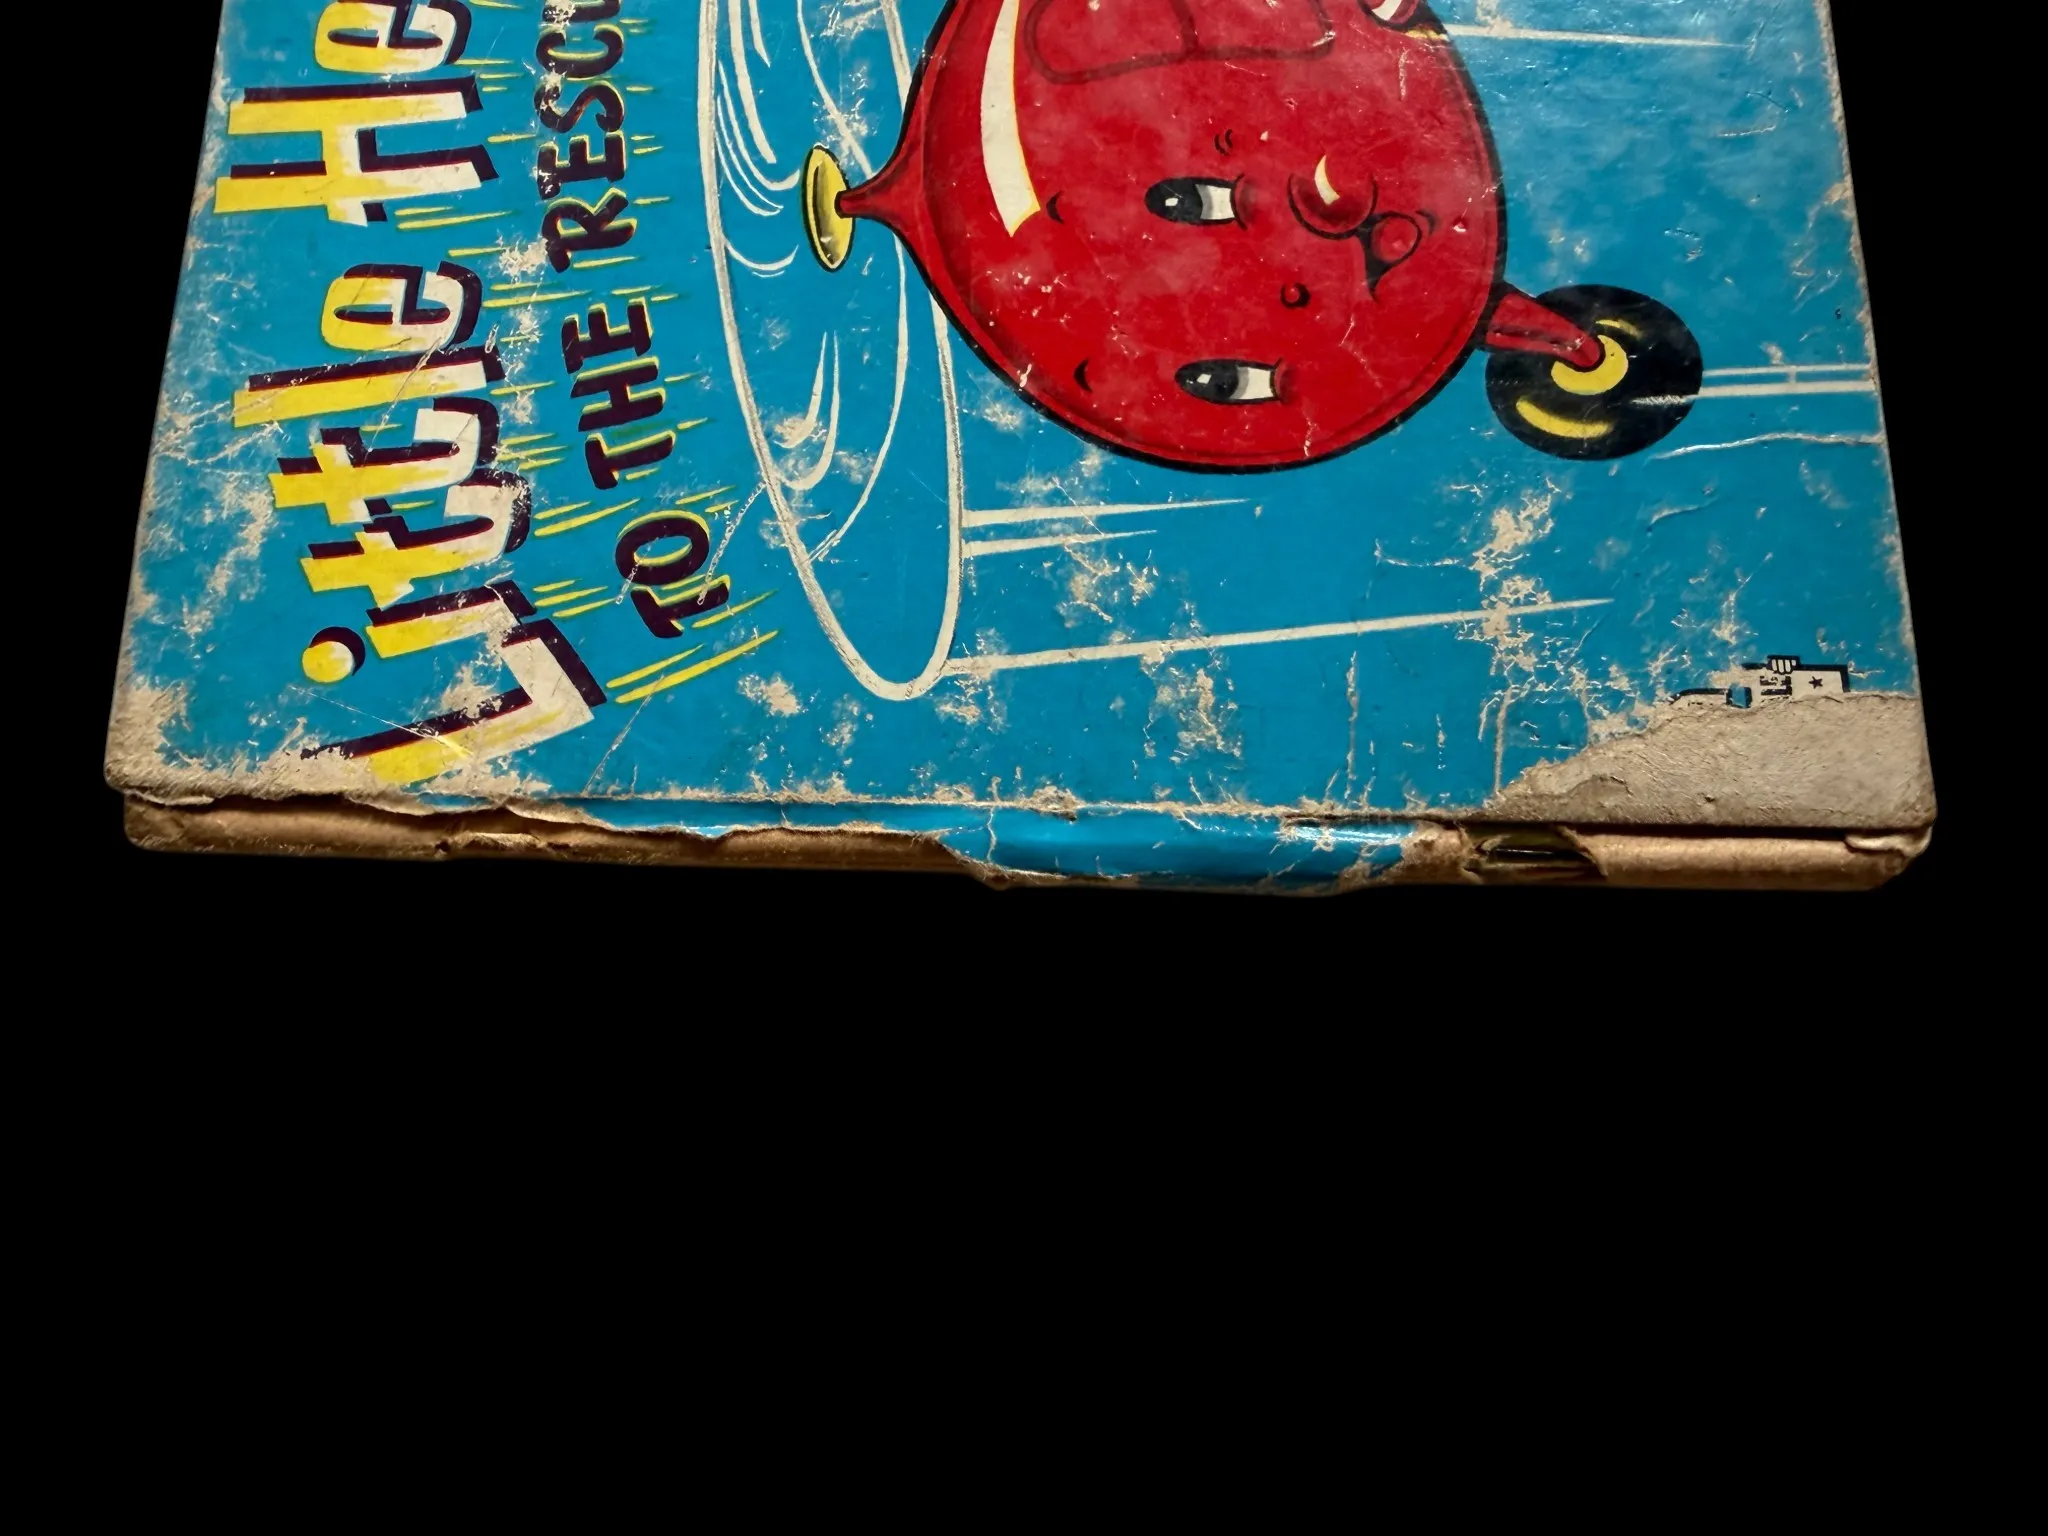 Little He
TO THE RESCU